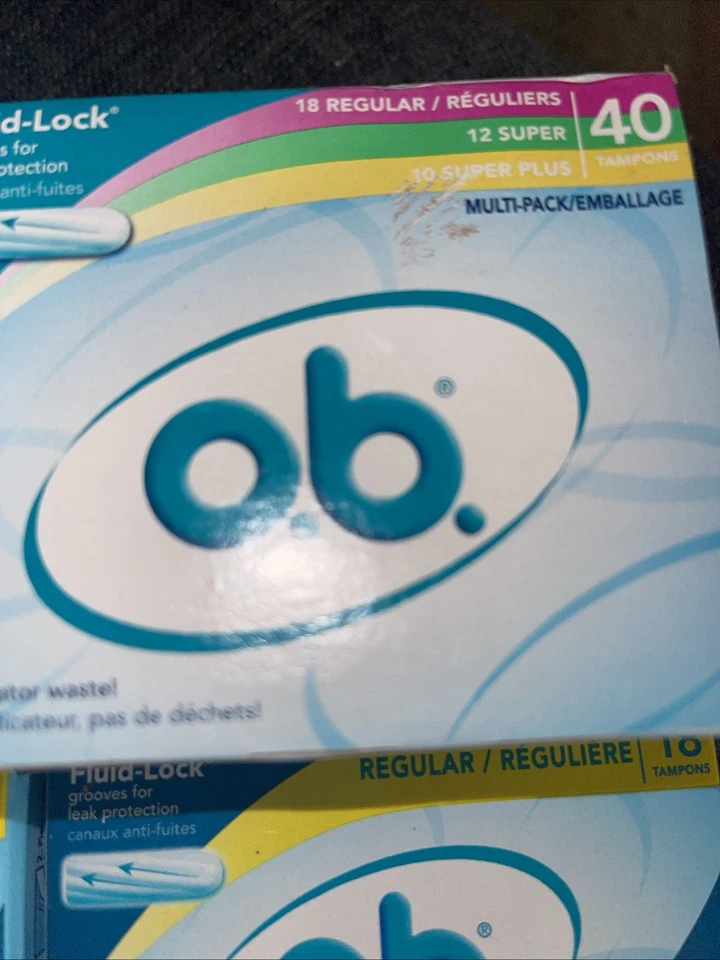 d-Lock®
s for
otection
anti-fuites
18 REGULAR / RÉGULIERS
12 SUPER
10 SUPER PLUS
40
TAMPONS
MULTI-PACK/EMBALLAGE
o.b.®
ator waste!
licateur, pas de déchets!
Fluid-Lock
grooves for
leak protection
canaux anti-fuites
REGULAR / RÉGULIÈRE
18
TAMPONS
ob®